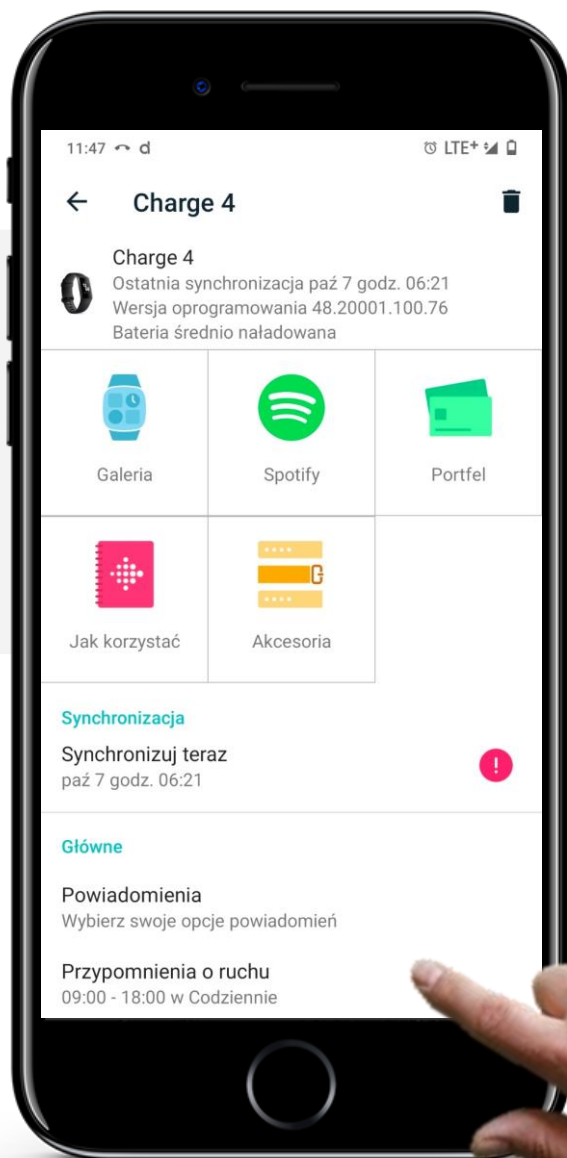 11:47 d LTE+
Charge 4
Charge 4
Ostatnia synchronizacja paź 7 godz. 06:21
Wersja oprogramowania 48.20001.100.76
Bateria średnio naładowana
Galeria Spotify Portfel
Jak korzystać Akcesoria
Synchronizacja
Synchronizuj teraz
paź 7 godz. 06:21
!
Główne
Powiadomienia
Wybierz swoje opcje powiadomień
Przypomnienia o ruchu
09:00 - 18:00 w Codziennie